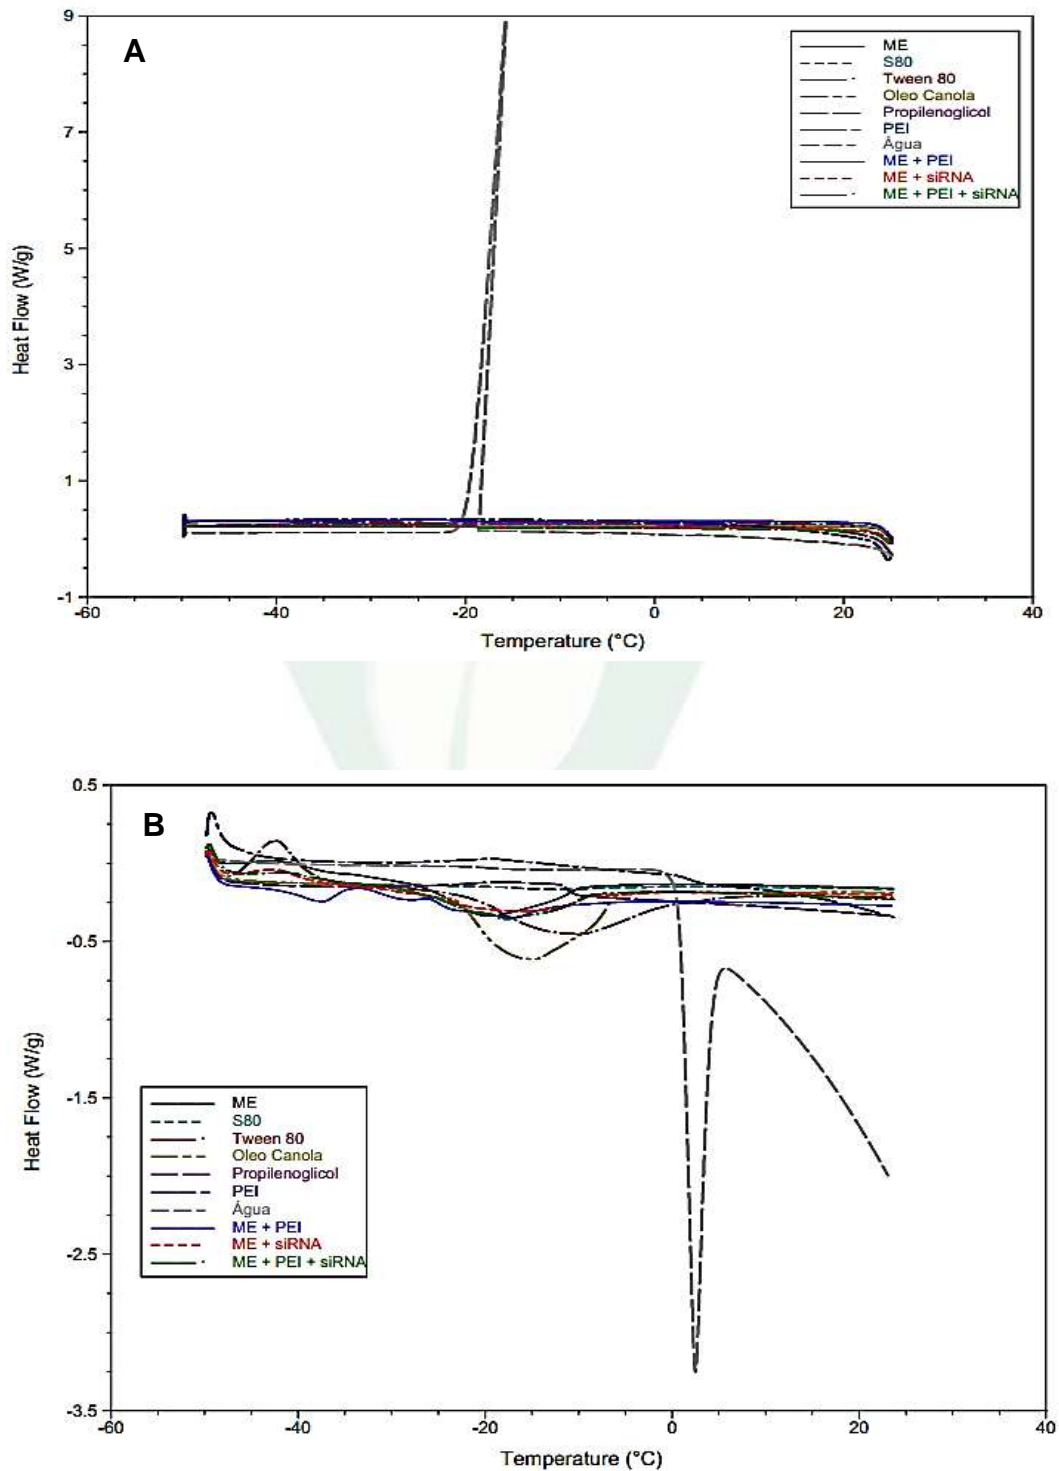 9
A
ME
S80
Tween 80
Oleo Canola
Propilenoglicol
PEI
Água
ME + PEI
ME + siRNA
ME + PEI + siRNA
7
5
3
1
-1
Heat Flow (W/g)
-60 -40 -20 0 20 40
Temperature (°C)
0.5
B
-0.5
-1.5
-2.5
-3.5
Heat Flow (W/g)
ME
S80
Tween 80
Oleo Canola
Propilenoglicol
PEI
Água
ME + PEI
ME + siRNA
ME + PEI + siRNA
-60 -40 -20 0 20 40
Temperature (°C)